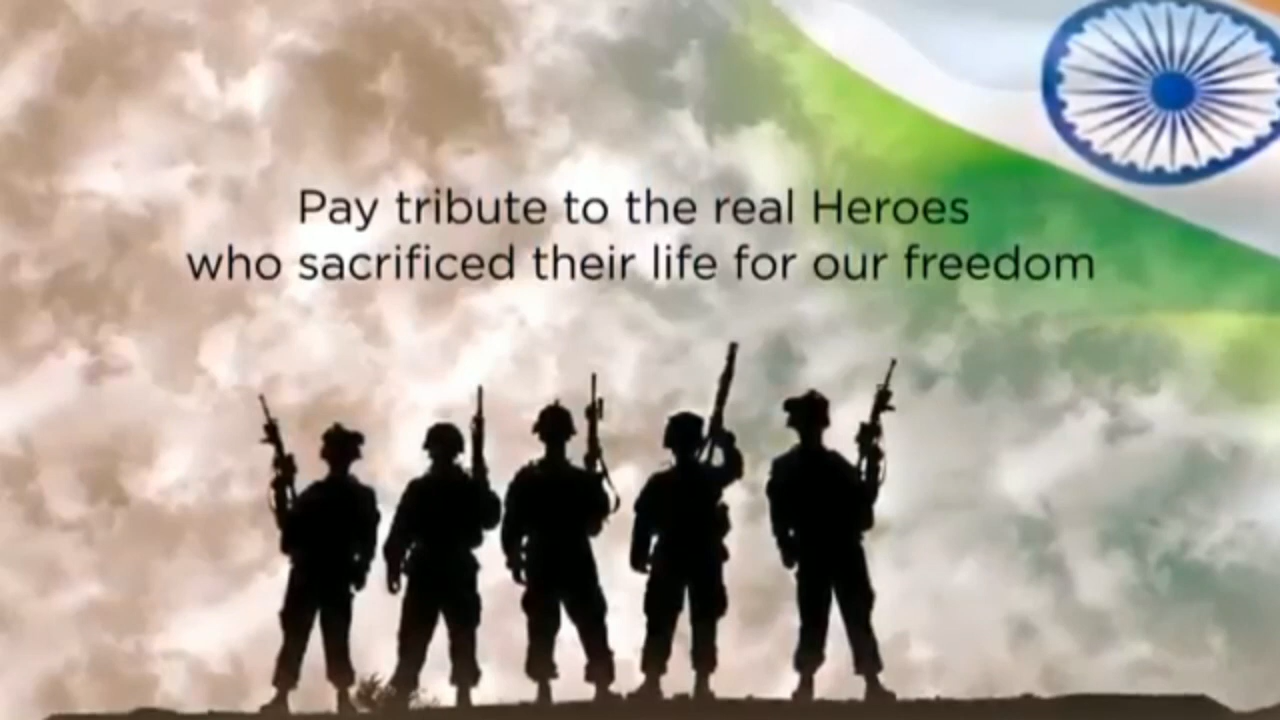 Pay tribute to the real Heroes
who sacrificed their life for our freedom